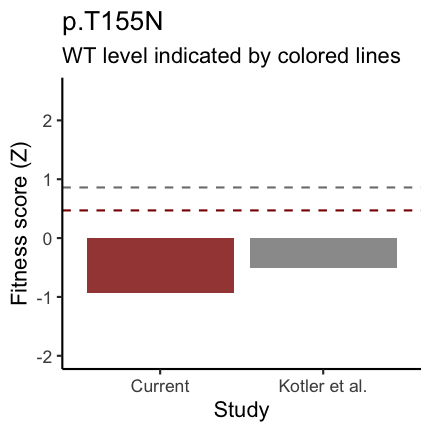 p.T155N
WT level indicated by colored lines
Fitness score (Z)
2
1
0
-1
-2
Current
Kotler et al.
Study